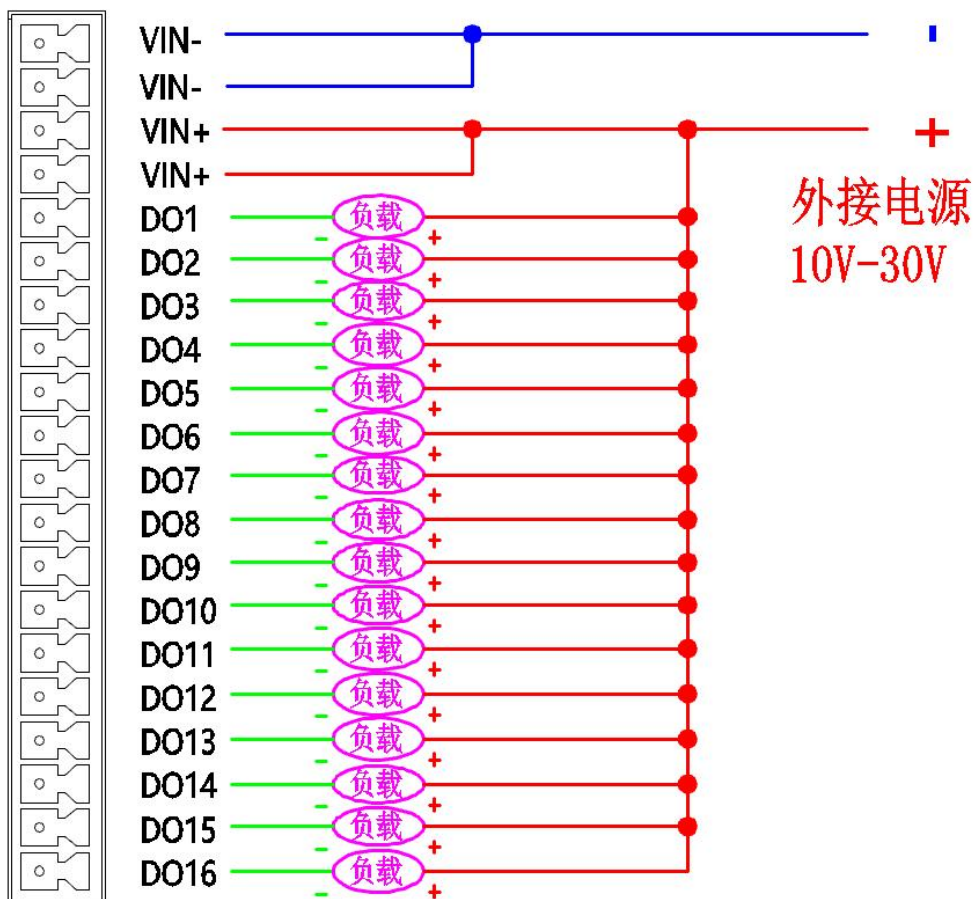 VIN-
-
VIN-
VIN+
+
VIN+
外接电源
10V-30V
DO1 负载
- +
DO2 负载
- +
DO3 负载
- +
DO4 负载
- +
DO5 负载
- +
DO6 负载
- +
DO7 负载
- +
DO8 负载
- +
DO9 负载
- +
DO10 负载
- +
DO11 负载
- +
DO12 负载
- +
DO13 负载
- +
DO14 负载
- +
DO15 负载
- +
DO16 负载
- +